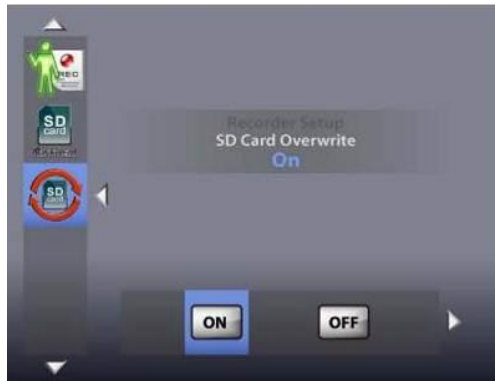 REC
SD
card
SD
card
Recorder Setup
SD Card Overwrite
On
ON
OFF